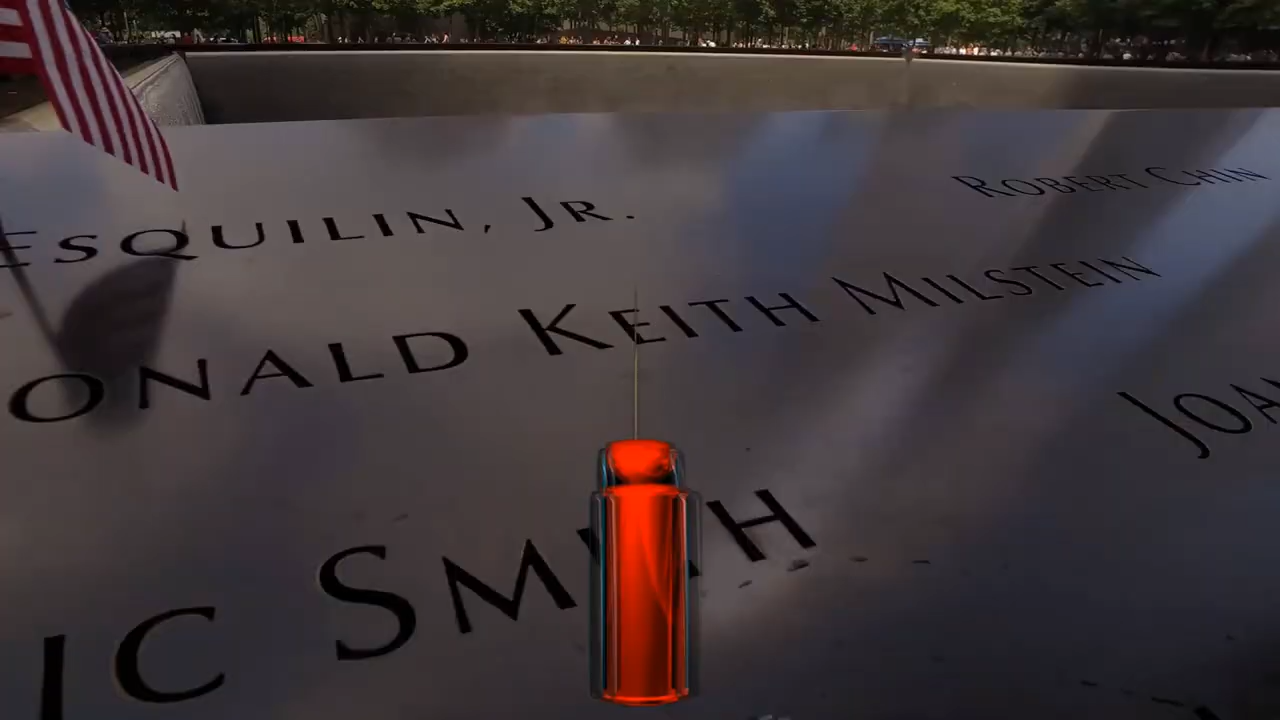 ESQUILIN, JR.
ROBERT CHIN
ONALD KEITH MILSTEIN
JOA
IC SM H